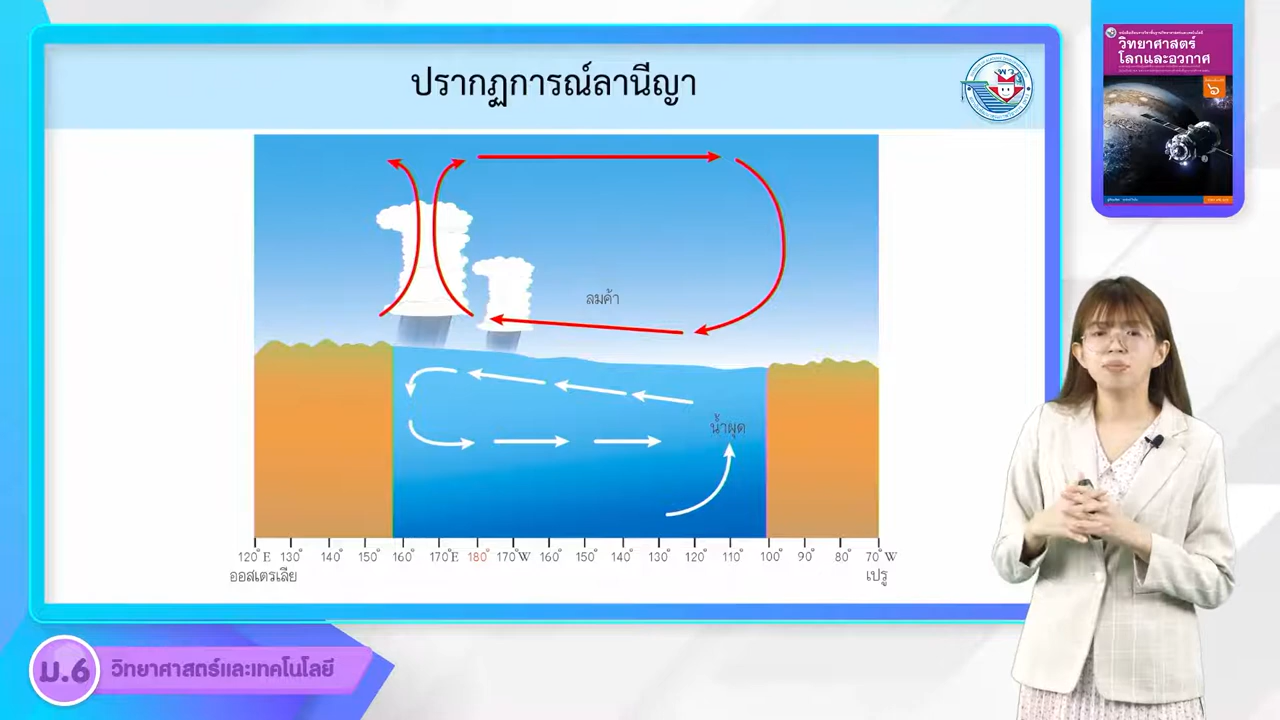 ปรากฏการณ์ลานีญา
พว
วิทยาศาสตร์
โลกและอวกาศ
๖
ลมค้า
น้ำผุด
120°E 130° 140° 150° 160° 170°E 180° 170°W 160° 150° 140° 130° 120° 110° 100° 90° 80° 70°W
ออสเตรเลีย เปรู
ม.6 วิทยาศาสตร์และเทคโนโลยี